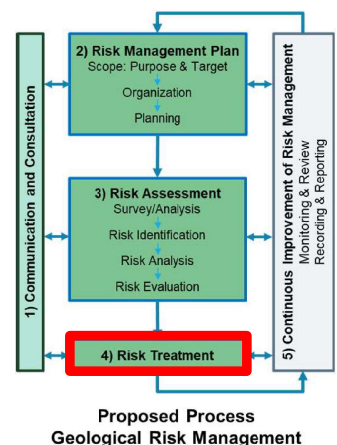 1) Communication and Consultation
2) Risk Management Plan
Scope: Purpose & Target
Organization
Planning
3) Risk Assessment
Survey/Analysis
Risk Identification
Risk Analysis
Risk Evaluation
4) Risk Treatment
5) Continuous Improvement of Risk Management
Monitoring & Review
Recording & Reporting
Proposed Process
Geological Risk Management